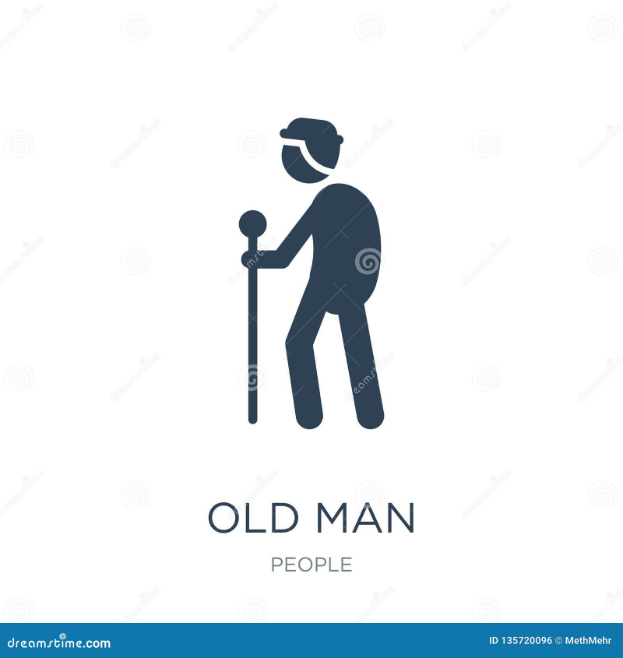 OLD MAN
PEOPLE
dreamstime.com
ID 135720096 © MethMehr